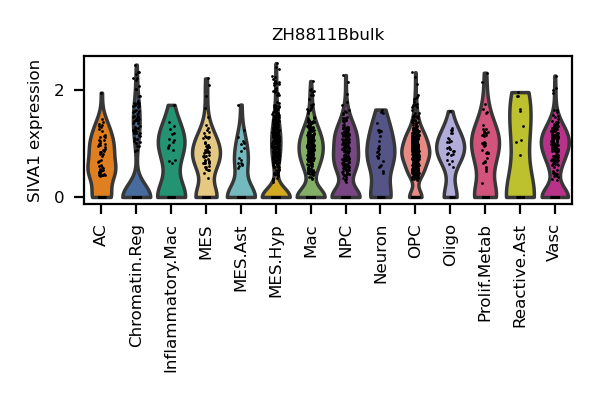 ZH8811Bbulk
SIVA1 expression
2
0
AC
Chromatin.Reg
Inflammatory.Mac
MES
MES.Ast
MES.Hyp
Mac
NPC
Neuron
OPC
Oligo
Prolif.Metab
Reactive.Ast
Vasc